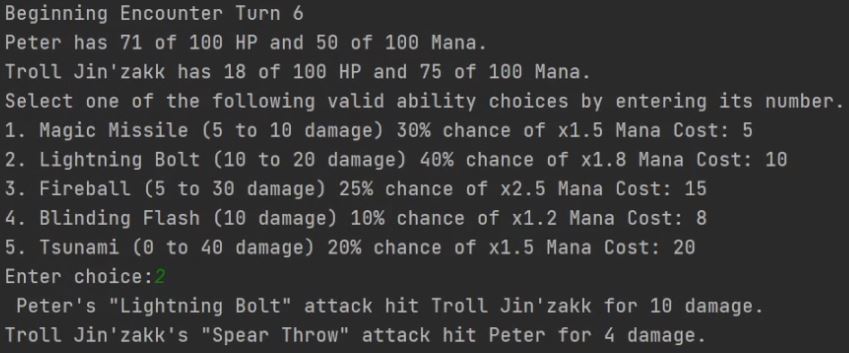 Beginning Encounter Turn 6
Peter has 71 of 100 HP and 50 of 100 Mana.
Troll Jin'zakk has 18 of 100 HP and 75 of 100 Mana.
Select one of the following valid ability choices by entering its number.
1. Magic Missile (5 to 10 damage) 30% chance of x1.5 Mana Cost: 5
2. Lightning Bolt (10 to 20 damage) 40% chance of x1.8 Mana Cost: 10
3. Fireball (5 to 30 damage) 25% chance of x2.5 Mana Cost: 15
4. Blinding Flash (10 damage) 10% chance of x1.2 Mana Cost: 8
5. Tsunami (0 to 40 damage) 20% chance of x1.5 Mana Cost: 20
Enter choice:2
Peter's "Lightning Bolt" attack hit Troll Jin'zakk for 10 damage.
Troll Jin'zakk's "Spear Throw" attack hit Peter for 4 damage.